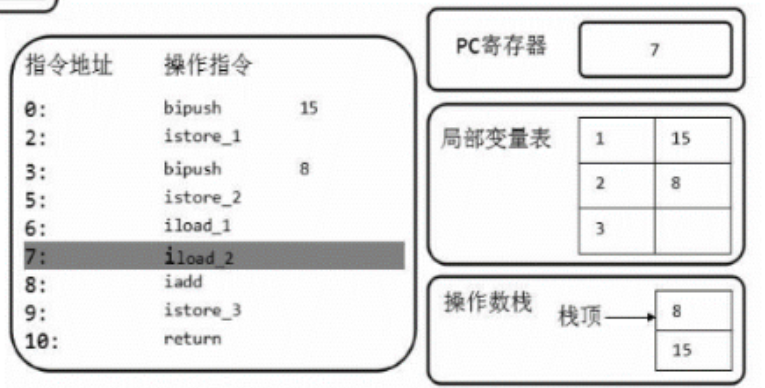 指令地址 操作指令
0: bipush 15
2: istore_1
3: bipush 8
5: istore_2
6: iload_1
7: iload_2
8: iadd
9: istore_3
10: return
PC寄存器 7
局部变量表 1 15
2 8
3
操作数栈 栈顶 8
15